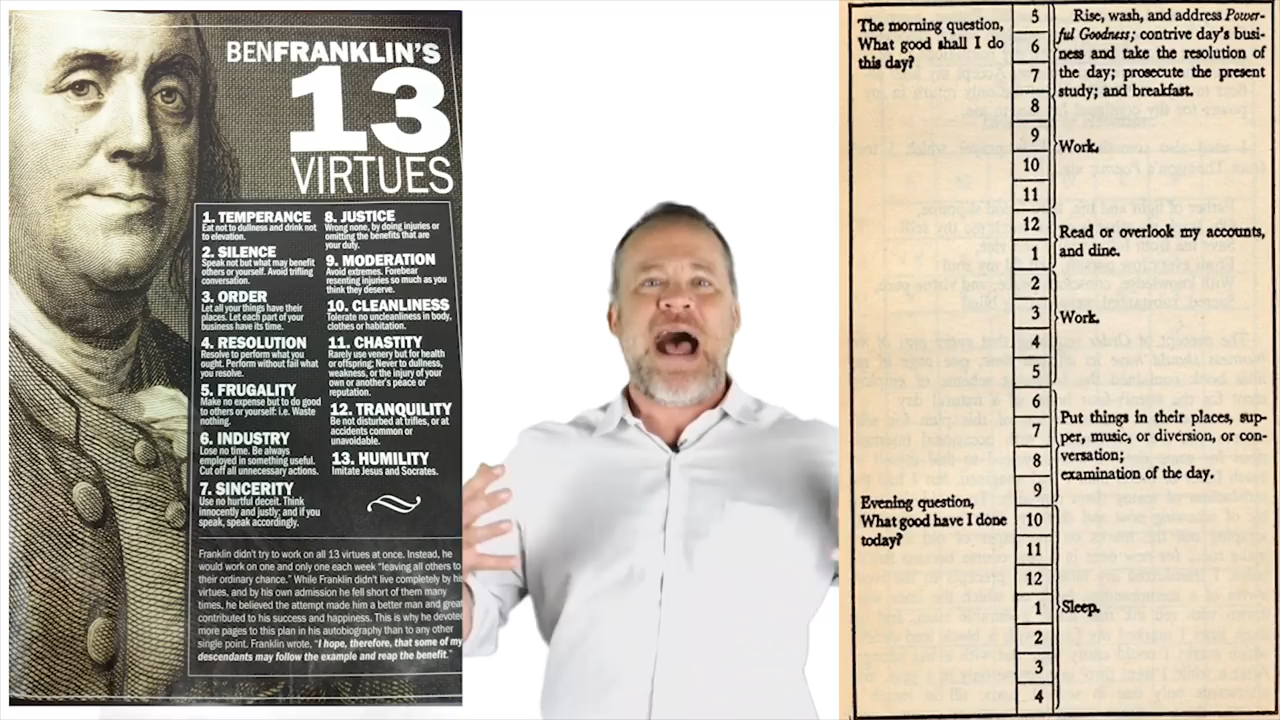 BENFRANKLIN'S
13
VIRTUES
1. TEMPERANCE
Eat not to dullness and drink not
to elevation.
2. SILENCE
Speak not but what may benefit
others or yourself. Avoid trifling
conversation.
3. ORDER
Let all your things have their
places. Let each part of your
business have its time.
4. RESOLUTION
Resolve to perform what you
ought. Perform without fail what
you resolve.
5. FRUGALITY
Make no expense but to do good
to others or yourself: i.e. Waste
nothing.
6. INDUSTRY
Lose no time. Be always
employed in something useful.
Cut off all unnecessary actions.
7. SINCERITY
Use no hurtful deceit. Think
innocently and justly; and if you
speak, speak accordingly.
8. JUSTICE
Wrong none, by doing injuries or
omitting the benefits that are
your duty.
9. MODERATION
Avoid extremes. Forebear
resenting injuries so much as you
think they deserve.
10. CLEANLINESS
Tolerate no uncleanliness in body,
clothes or habitation.
11. CHASTITY
Rarely use venery but for health
or offspring; Never to dullness,
weakness, or the injury of your
own or another's peace or
reputation.
12. TRANQUILITY
Be not disturbed at trifles, or at
accidents common or
unavoidable.
13. HUMILITY
Imitate Jesus and Socrates.
Franklin didn't try to work on all 13 virtues at once. Instead, he
would work on one and only one each week "leaving all others to
their ordinary chance." While Franklin didn't live completely by his
virtues, and by his own admission he fell short of them many
times, he believed the attempt made him a better man and great
contributed to his success and happiness. This is why he devoted
more pages to this plan in his autobiography than to any other
single point. Franklin wrote, "I hope, therefore, that some of my
descendants may follow the example and reap the benefit."
The morning question,
What good shall I do
this day?
5
6
7
8
Rise, wash, and address Power-
ful Goodness; contrive day's busi-
ness and take the resolution of
the day; prosecute the present
study; and breakfast.
9
10
11
Work.
12
1
Read or overlook my accounts,
and dine.
2
3
4
5
Work.
6
7
8
9
Put things in their places, sup-
per, music, or diversion, or con-
versation;
examination of the day.
Evening question,
What good have I done
today?
10
11
12
1
2
3
4
Sleep.